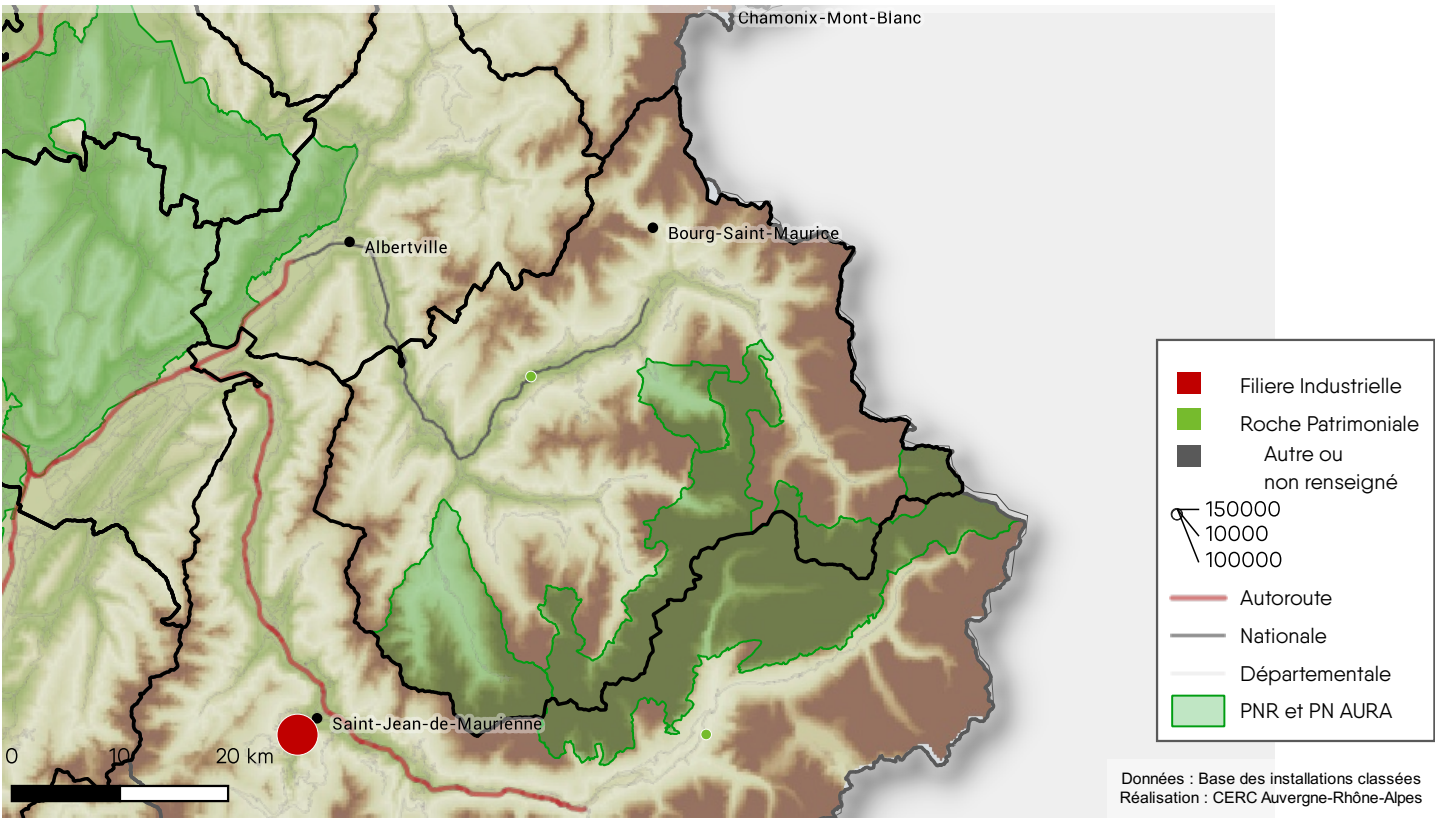 Chamonix-Mont-Blanc
Bourg-Saint-Maurice
Albertville
Saint-Jean-de-Maurienne
0 10 20 km
Filiere Industrielle
Roche Patrimoniale
Autre ou
non renseigné
150000
10000
100000
Autoroute
Nationale
Départementale
PNR et PN AURA
Données : Base des installations classées
Réalisation : CERC Auvergne-Rhône-Alpes